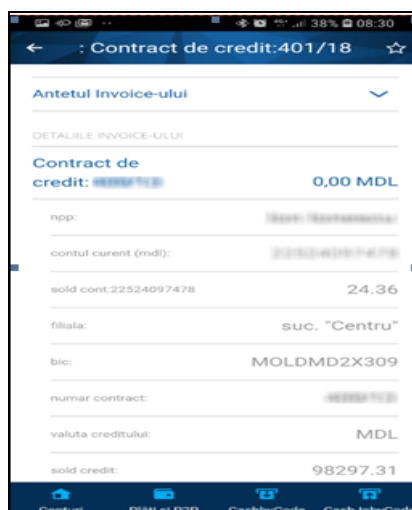 38% 08:30
← : Contract de credit:401/18 ☆
Antetul Invoice-ului
DETALIILE INVOICE-ULUI
Contract de
credit: 0,00 MDL
npp:
contul curent (mdl):
sold cont:22524097478 24.36
filiala: suc. "Centru"
bic: MOLDMD2X309
numar contract:
valuta creditului: MDL
sold credit: 98297.31
Conturi Plăți și P2P CashbyCode Cash-InbyCode